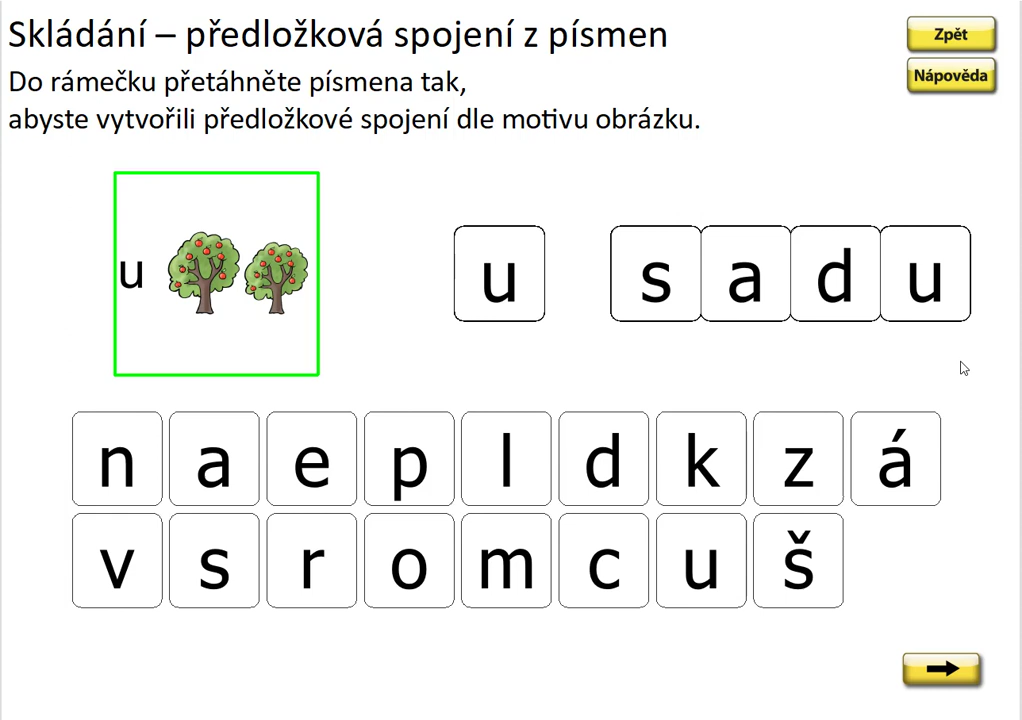 Skládání – předložková spojení z písmen
Zpět
Do rámečku přetáhněte písmena tak,
Nápověda
abyste vytvořili předložkové spojení dle motivu obrázku.
u
u s a d u
n a e p l d k z á
v s r o m c u š